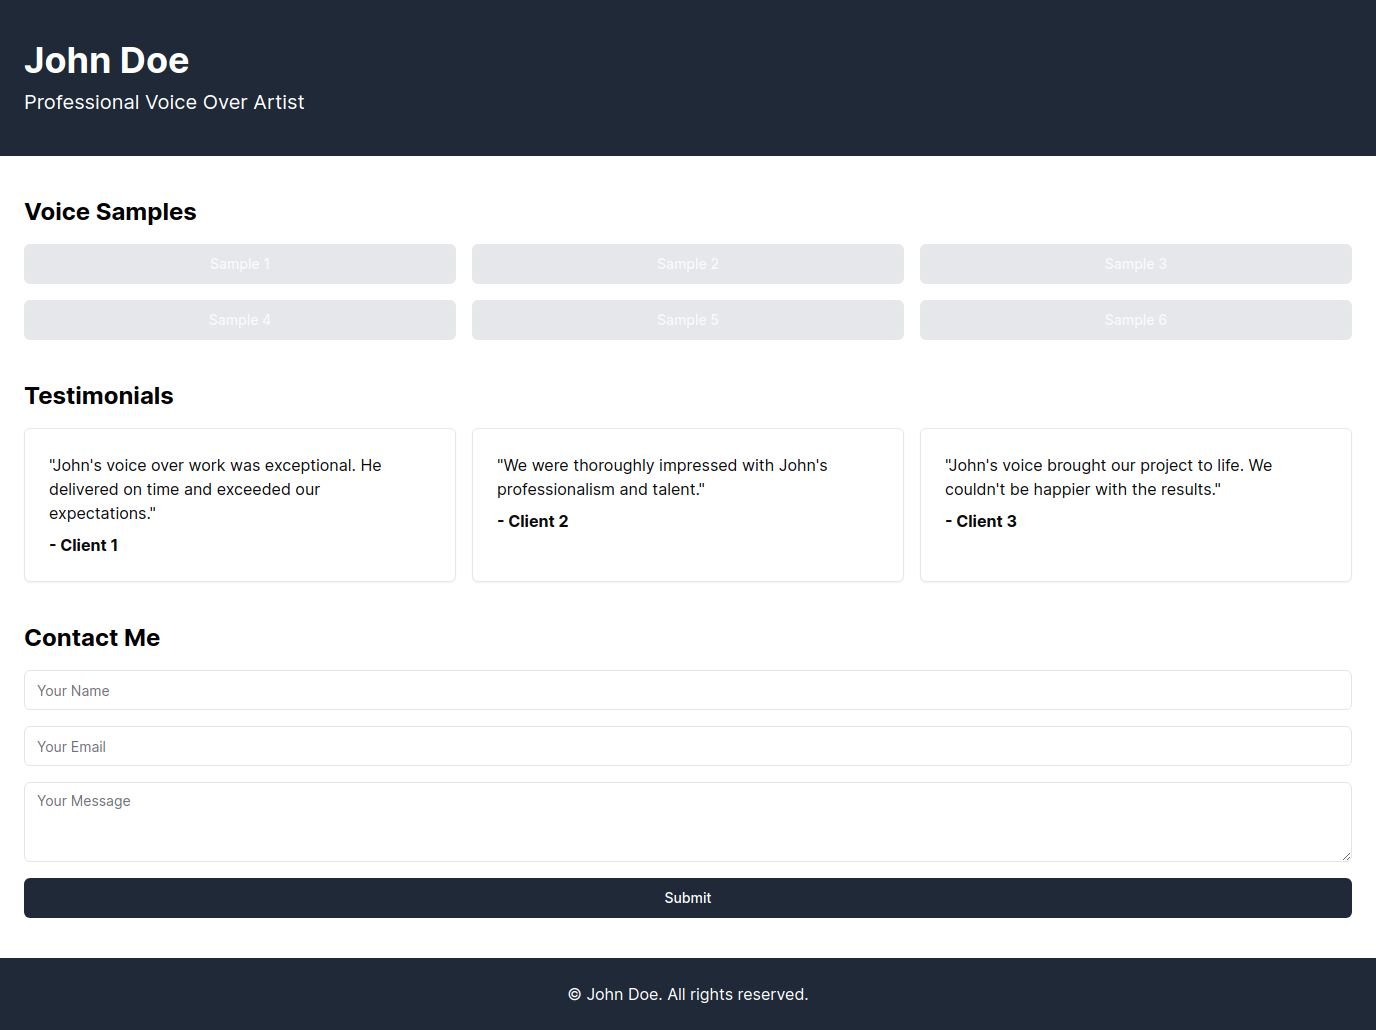 John Doe
Professional Voice Over Artist
Voice Samples
Sample 1
Sample 2
Sample 3
Sample 4
Sample 5
Sample 6
Testimonials
"John's voice over work was exceptional. He
delivered on time and exceeded our
expectations."
- Client 1
"We were thoroughly impressed with John's
professionalism and talent."
- Client 2
"John's voice brought our project to life. We
couldn't be happier with the results."
- Client 3
Contact Me
Your Name
Your Email
Your Message
Submit
© John Doe. All rights reserved.